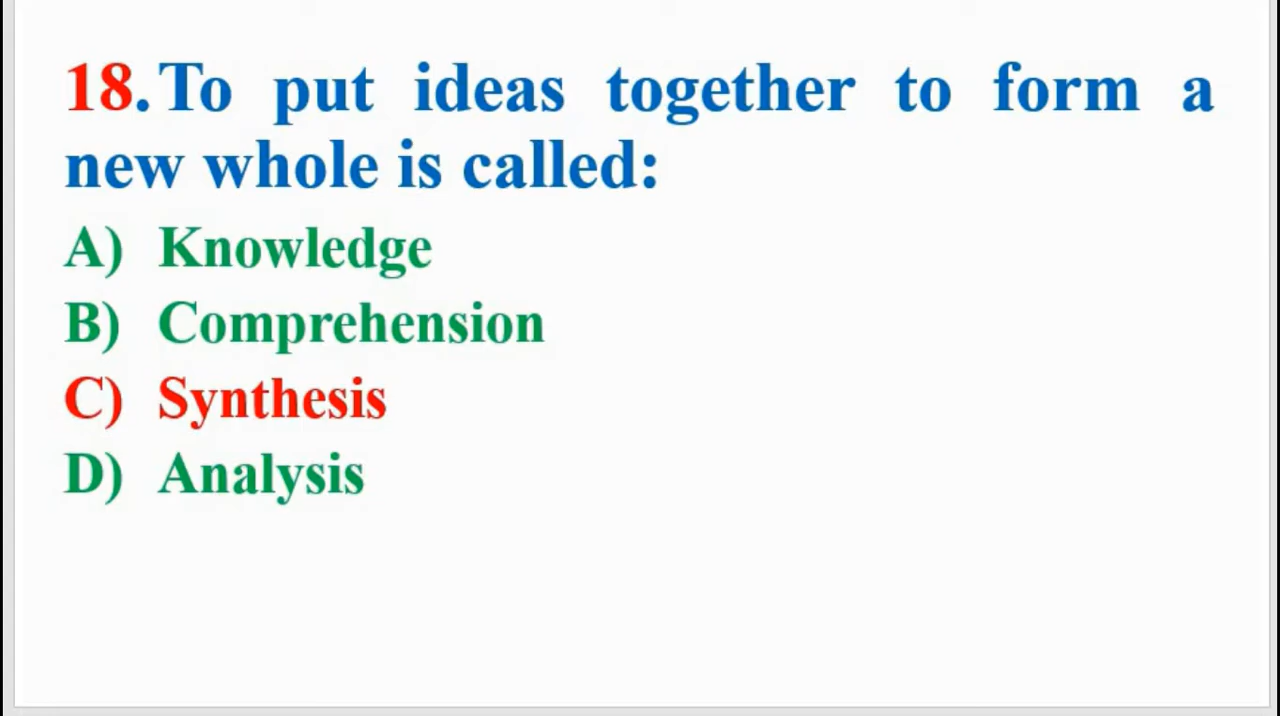 18.To put ideas together to form a
new whole is called:
A) Knowledge
B) Comprehension
C) Synthesis
D) Analysis